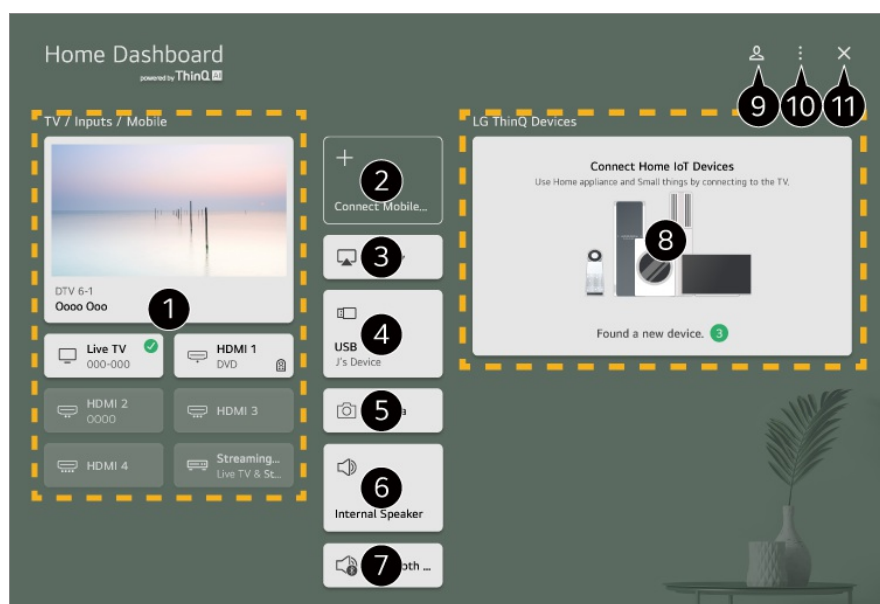 Home Dashboard
powered by ThinQ AI
9
10
11
TV / Inputs / Mobile
DTV 6-1
Oooo Ooo
1
Live TV
000-000
HDMI 1
DVD
HDMI 2
0000
HDMI 3
HDMI 4
Streaming...
Live TV & St...
2
Connect Mobile...
3
4
USB
J's Device
5
6
Internal Speaker
7
LG ThinQ Devices
Connect Home IoT Devices
Use Home appliance and Small things by connecting to the TV.
8
Found a new device. 3